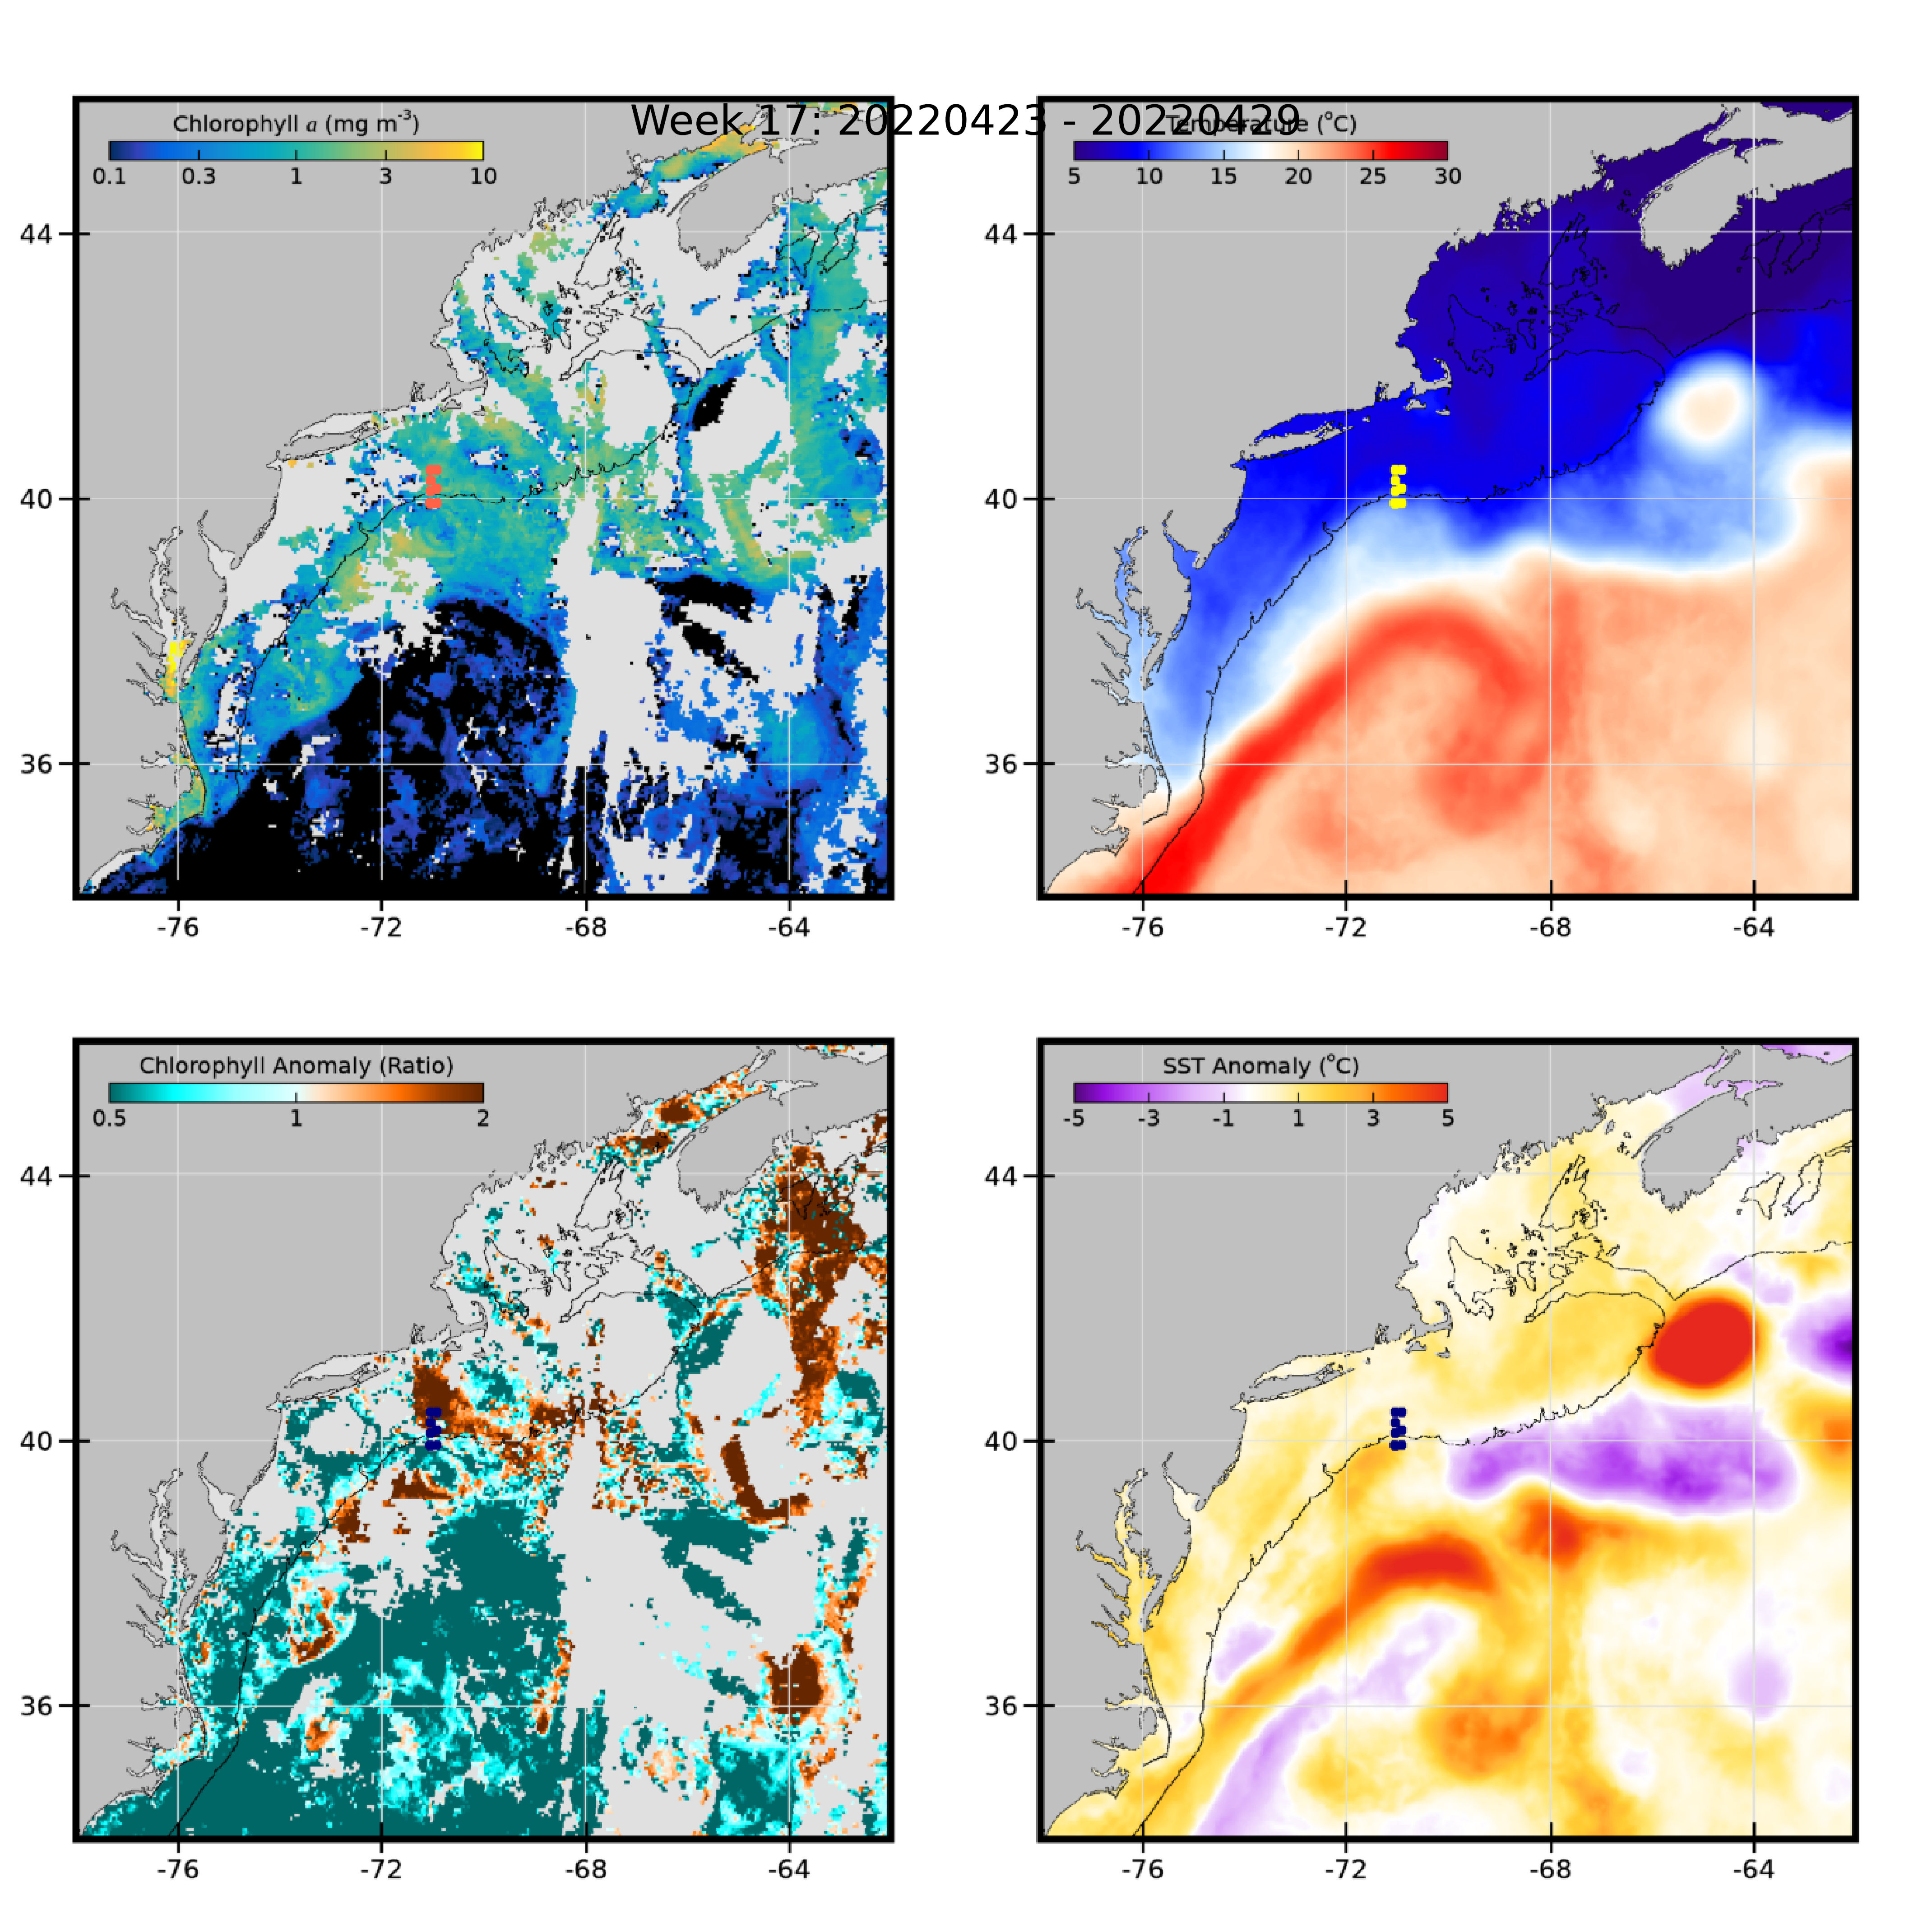 Week 17: 20220423 - 20220429
Chlorophyll a (mg m-3)
0.1 0.3 1 3 10
44
40
36
-76 -72 -68 -64
Temperature (oC)
5 10 15 20 25 30
44
40
36
-76 -72 -68 -64
Chlorophyll Anomaly (Ratio)
0.5 1 2
44
40
36
-76 -72 -68 -64
SST Anomaly (oC)
-5 -3 -1 1 3 5
44
40
36
-76 -72 -68 -64